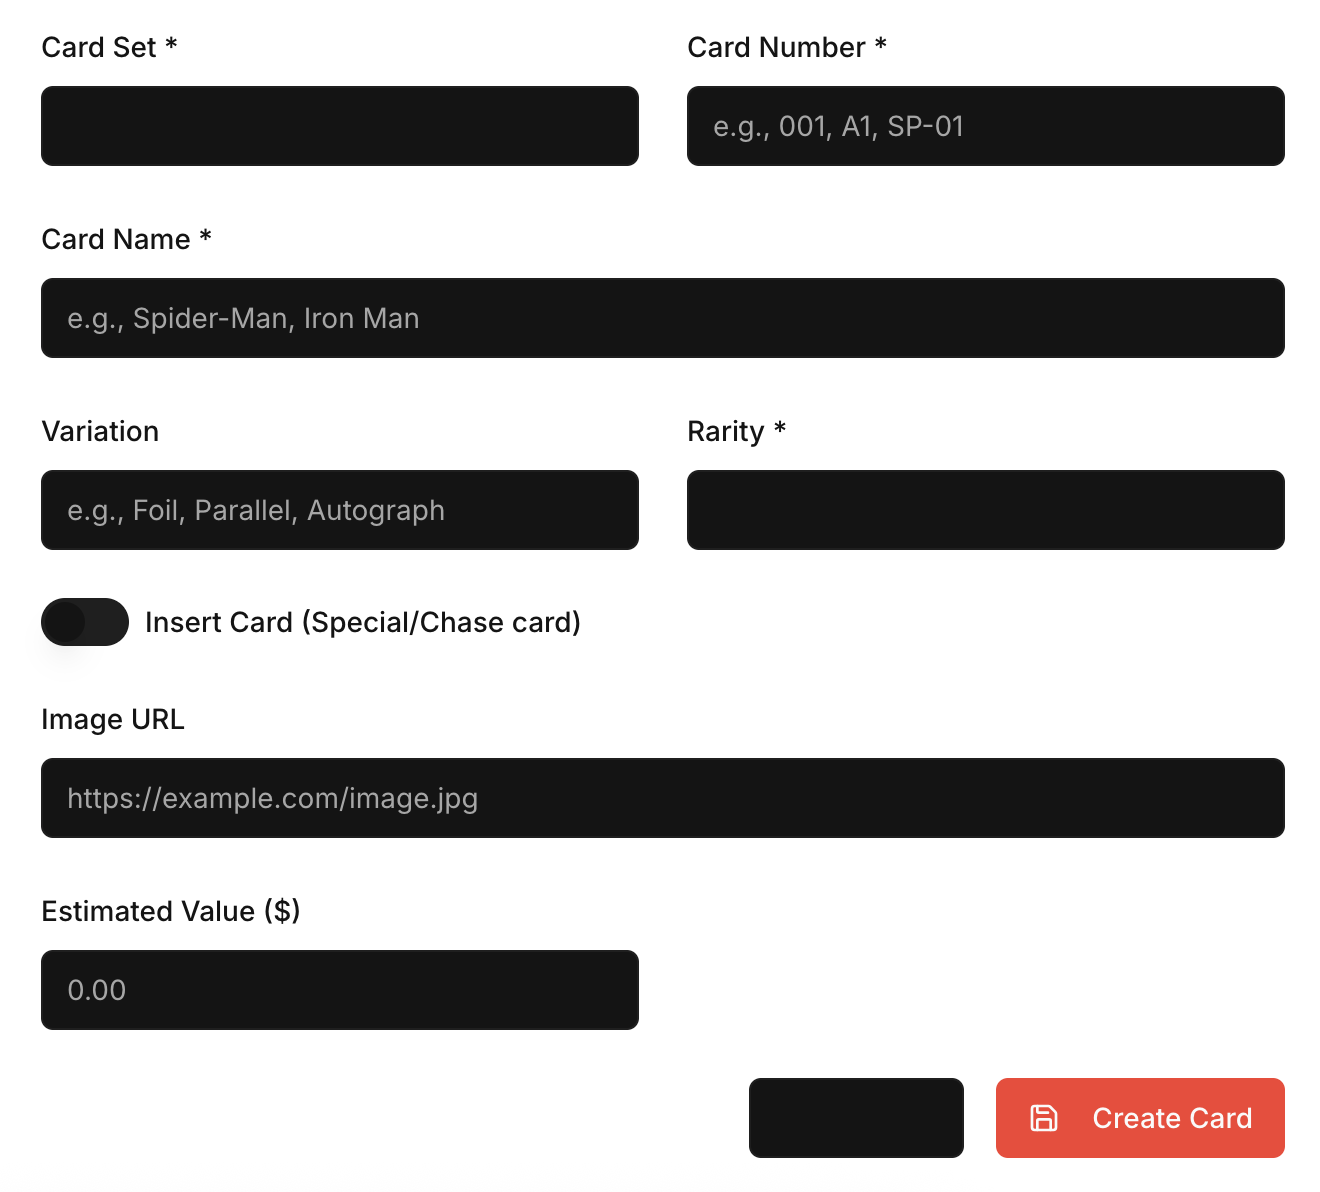 Card Set *
Card Number *
e.g., 001, A1, SP-01
Card Name *
e.g., Spider-Man, Iron Man
Variation
Rarity *
e.g., Foil, Parallel, Autograph
Insert Card (Special/Chase card)
Image URL
https://example.com/image.jpg
Estimated Value ($)
0.00
Create Card